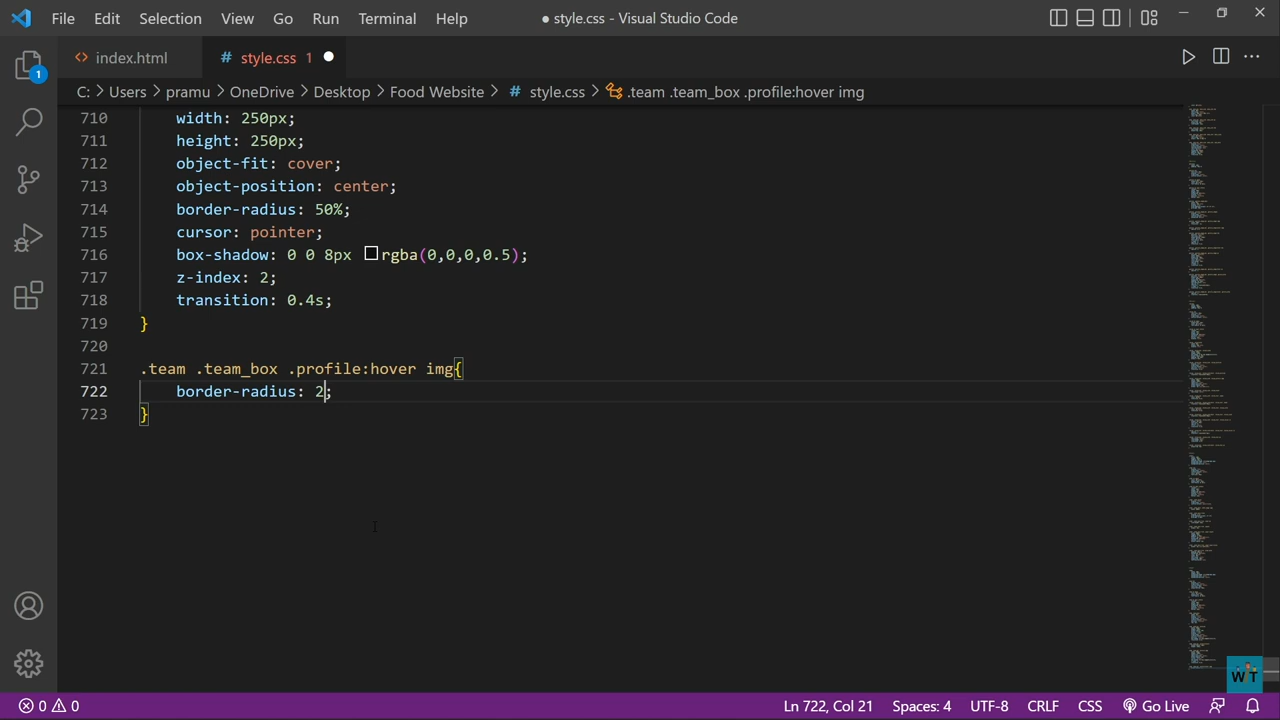 File Edit Selection View Go Run Terminal Help ● style.css - Visual Studio Code
index.html # style.css 1
1
C: > Users > pramu > OneDrive > Desktop > Food Website > # style.css > .team .team_box .profile:hover img
710 width: 250px;
711 height: 250px;
712 object-fit: cover;
713 object-position: center;
714 border-radius: 50%;
715 cursor: pointer;
716 box-shadow: 0 0 8px rgba(0,0,0,0.5);
717 z-index: 2;
718 transition: 0.4s;
719 }
720
721 .team .team_box .profile:hover img{
722 border-radius: 2;
723 }
WT
0 0 Ln 722, Col 21 Spaces: 4 UTF-8 CRLF CSS Go Live